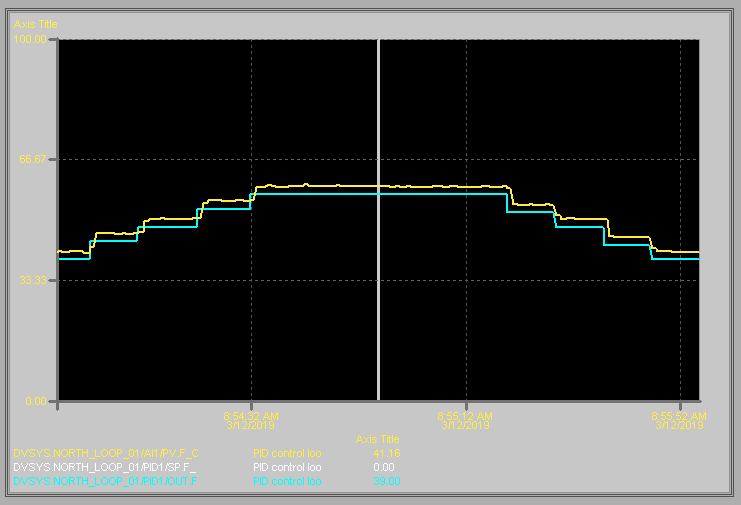 Axis Title
100.00
66.67
33.33
0.00
8:54:32 AM 8:55:12 AM 8:55:52 AM
3/12/2019 3/12/2019 3/12/2019
Axis Title
DVSYS.NORTH_LOOP_01/AI1/PV.F_C PID control loo 41.16
DVSYS.NORTH_LOOP_01/PID1/SP.F_ PID control loo 0.00
DVSYS.NORTH_LOOP_01/PID1/OUT.F PID control loo 39.00